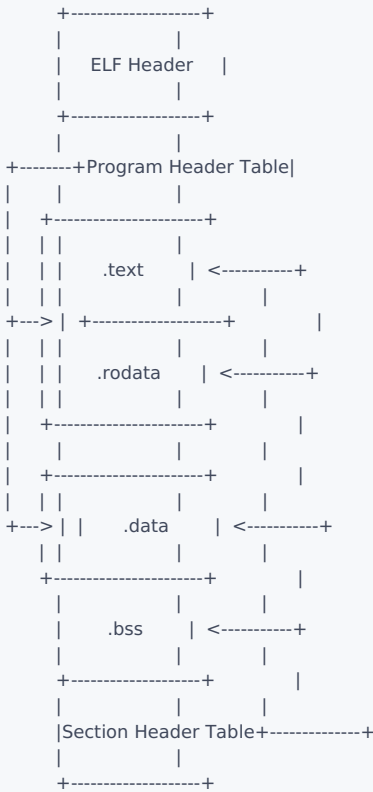 ELF Header
Program Header Table
.text
.rodata
.data
.bss
Section Header Table